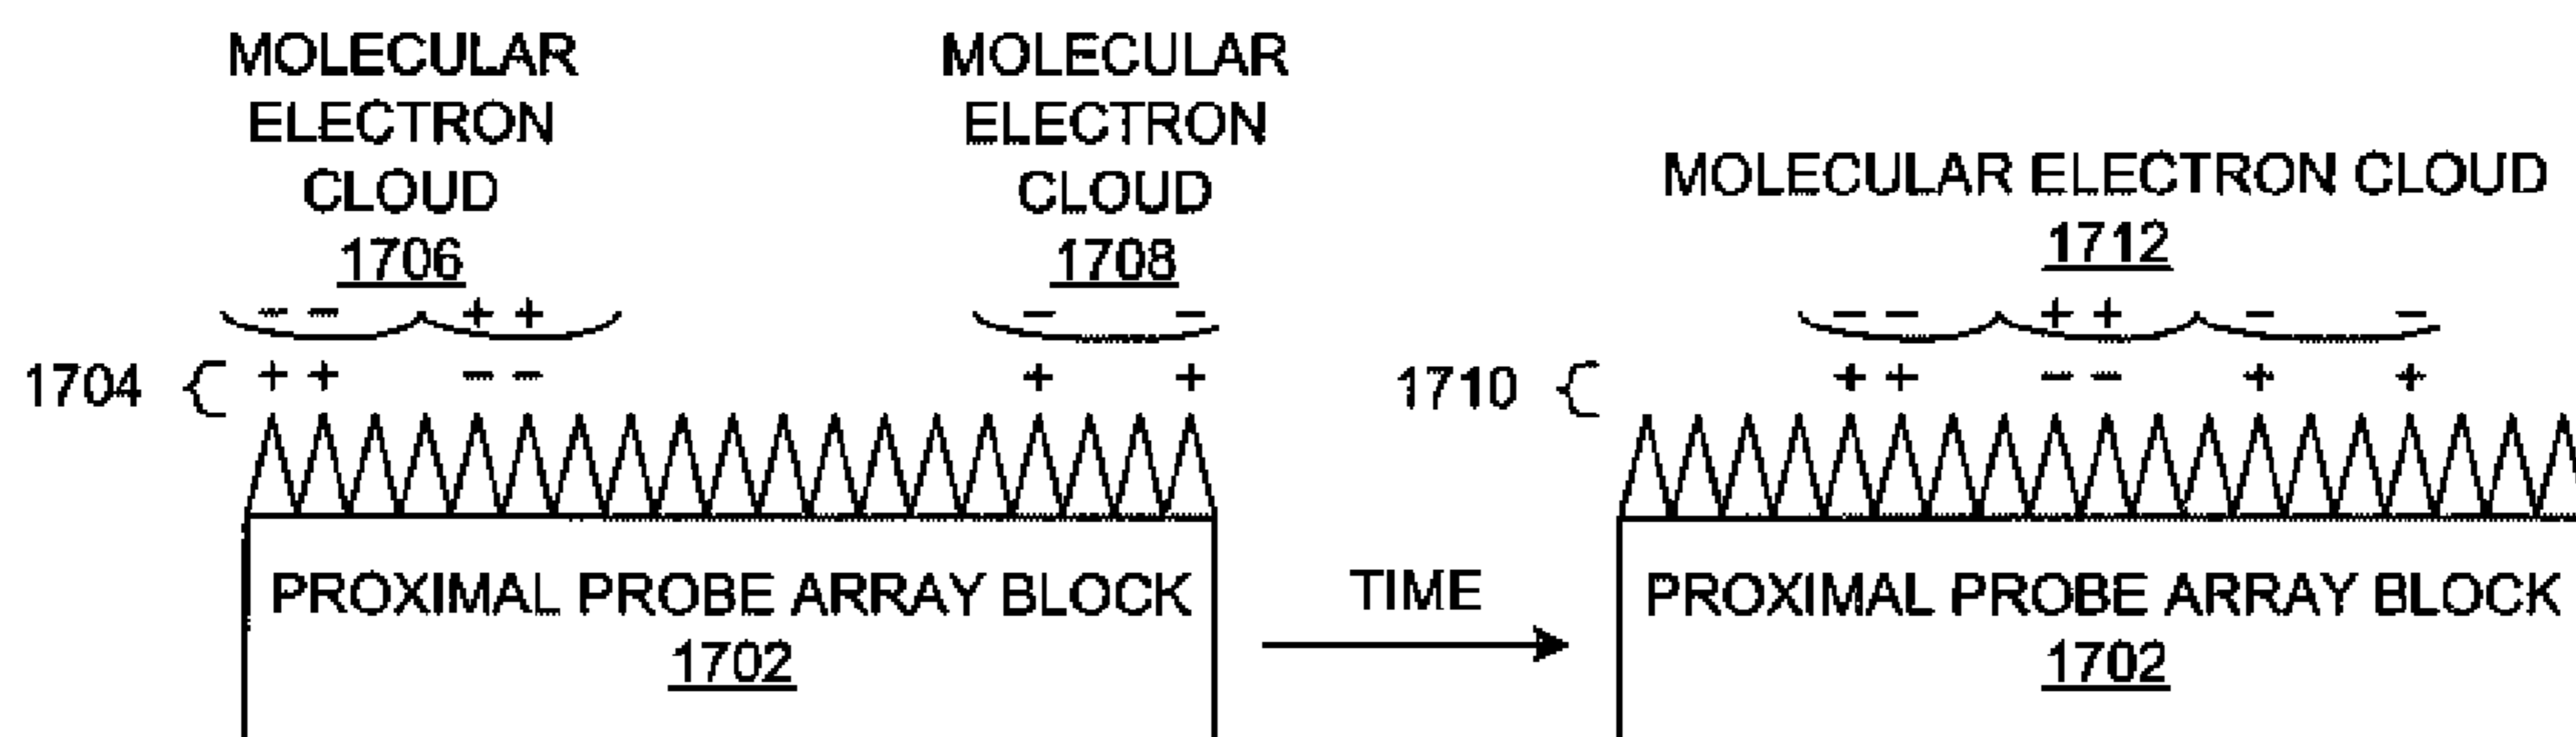 MOLECULAR
ELECTRON
CLOUD
1706
MOLECULAR
ELECTRON
CLOUD
1708
MOLECULAR ELECTRON CLOUD
1712
− − + +
− −
− − + + − −
1704 { + + − − + +
1710 { + + − − + +
PROXIMAL PROBE ARRAY BLOCK
1702
TIME
PROXIMAL PROBE ARRAY BLOCK
1702